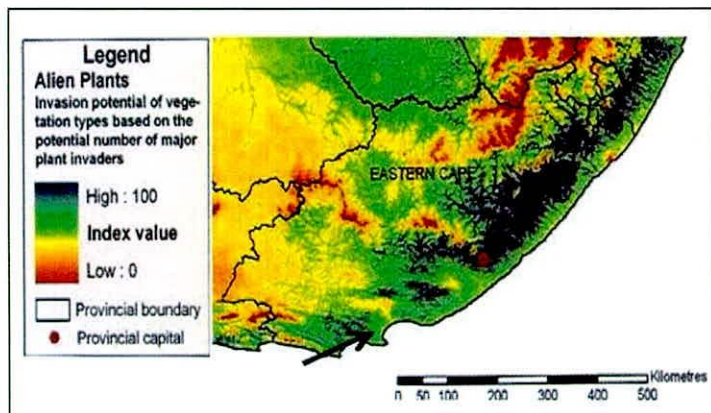 Legend
Alien Plants
Invasion potential of vege-
tation types based on the
potential number of major
plant invaders
High : 100
Index value
Low : 0
Provincial boundary
Provincial capital
EASTERN CAPE
Kilometres
0 50 100 200 300 400 500